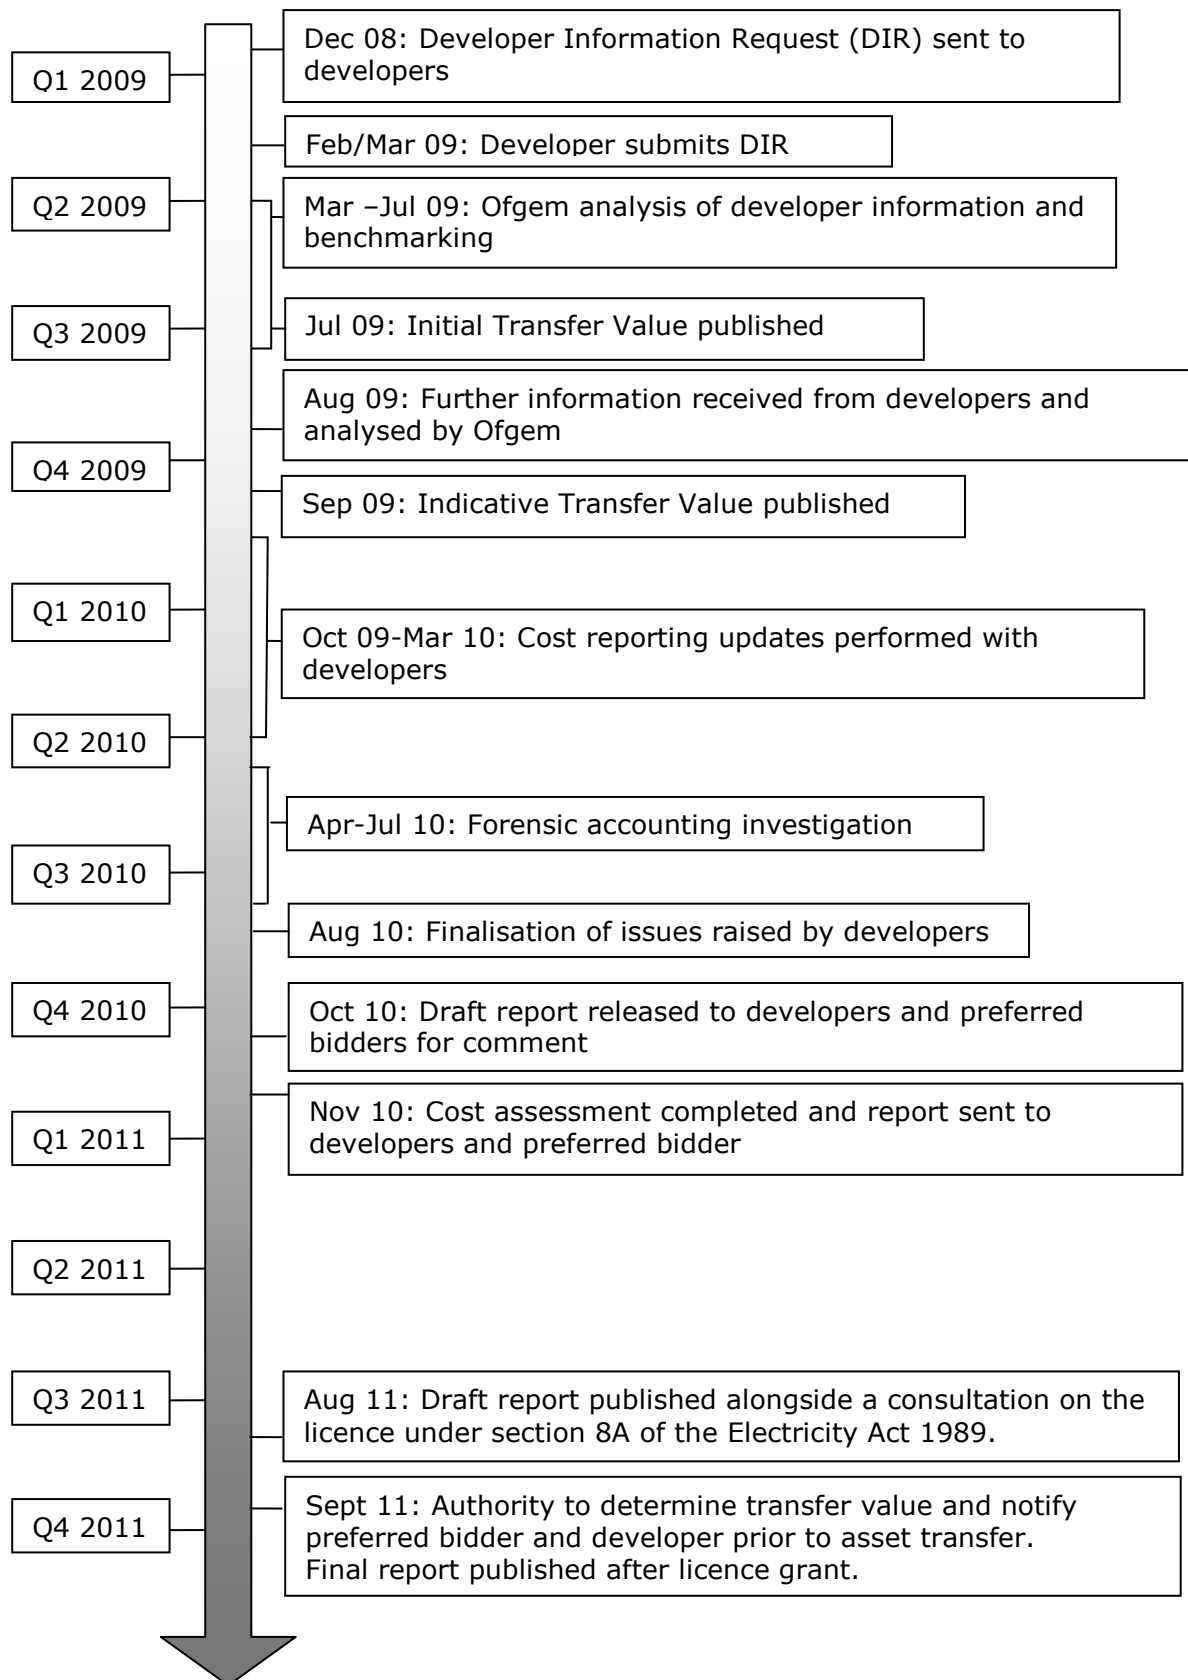 Dec 08: Developer Information Request (DIR) sent to
developers
Q1 2009
Feb/Mar 09: Developer submits DIR
Q2 2009
Mar –Jul 09: Ofgem analysis of developer information and
benchmarking
Q3 2009
Jul 09: Initial Transfer Value published
Aug 09: Further information received from developers and
analysed by Ofgem
Q4 2009
Sep 09: Indicative Transfer Value published
Q1 2010
Oct 09-Mar 10: Cost reporting updates performed with
developers
Q2 2010
Apr-Jul 10: Forensic accounting investigation
Q3 2010
Aug 10: Finalisation of issues raised by developers
Q4 2010
Oct 10: Draft report released to developers and preferred
bidders for comment
Nov 10: Cost assessment completed and report sent to
developers and preferred bidder
Q1 2011
Q2 2011
Q3 2011
Aug 11: Draft report published alongside a consultation on the
licence under section 8A of the Electricity Act 1989.
Q4 2011
Sept 11: Authority to determine transfer value and notify
preferred bidder and developer prior to asset transfer.
Final report published after licence grant.